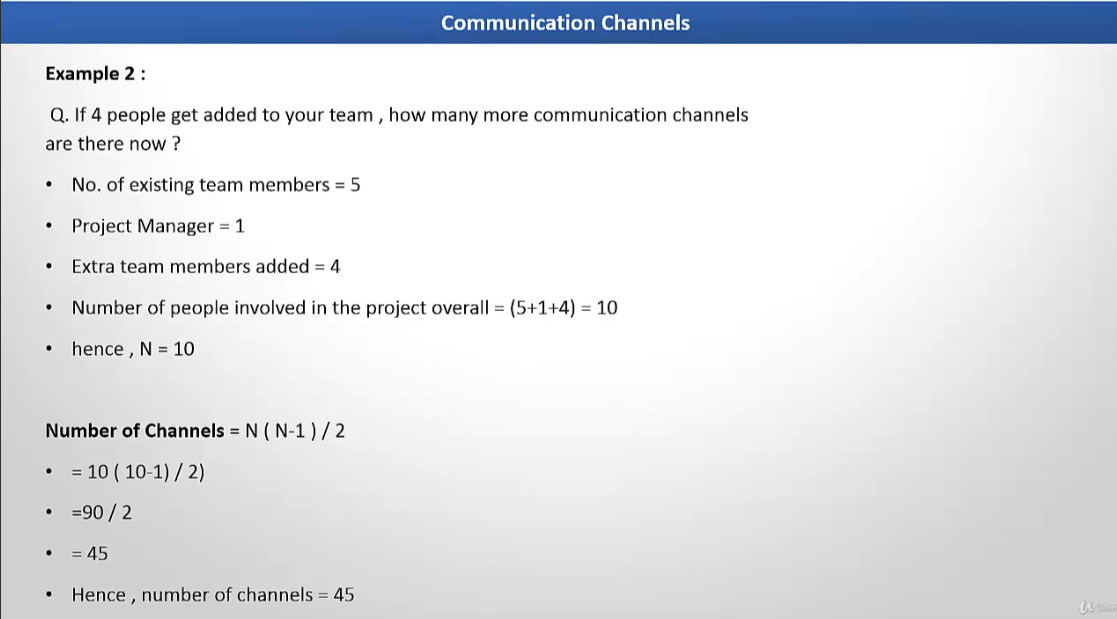 Communication Channels
Example 2 :
Q. If 4 people get added to your team , how many more communication channels
are there now ?
• No. of existing team members = 5
• Project Manager = 1
• Extra team members added = 4
• Number of people involved in the project overall = (5+1+4) = 10
• hence , N = 10
Number of Channels = N ( N-1 ) / 2
• = 10 ( 10-1) / 2)
• =90 / 2
• = 45
• Hence , number of channels = 45